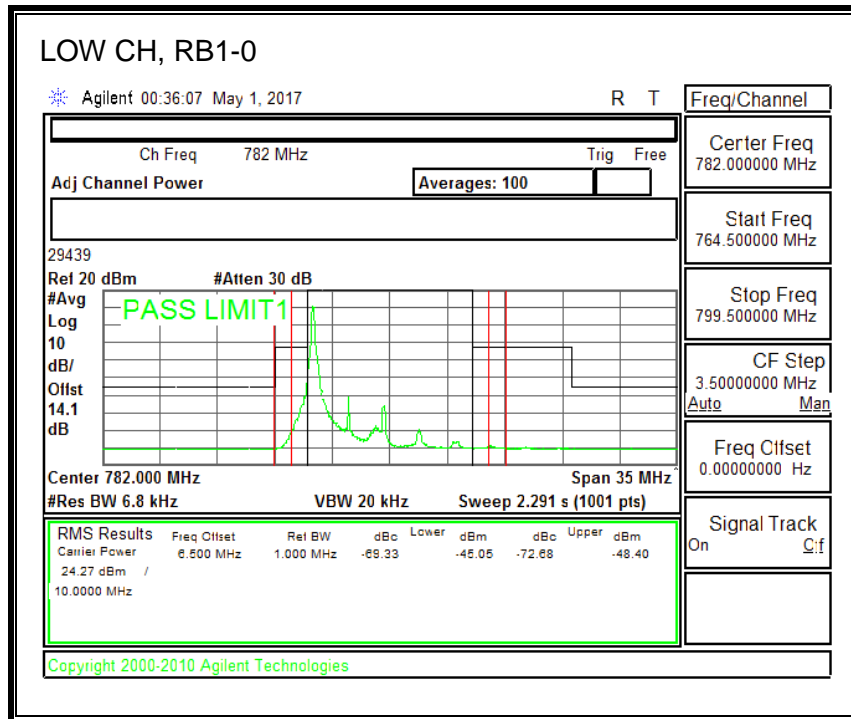 LOW CH, RB1-0
Agilent 00:36:07 May 1, 2017 R T
Freq/Channel
Ch Freq 782 MHz Trig Free
Adj Channel Power Averages: 100
29439
Ref 20 dBm #Atten 30 dB
#Avg
Log
10
dB/
Offst
14.1
dB
PASS LIMIT1
Center 782.000 MHz Span 35 MHz
#Res BW 6.8 kHz VBW 20 kHz Sweep 2.291 s (1001 pts)
RMS Results Freq Offset Ref BW dBc Lower dBm dBc Upper dBm
Carrier Power 6.500 MHz 1.000 MHz -69.33 -45.05 -72.68 -48.40
24.27 dBm /
10.0000 MHz
Copyright 2000-2010 Agilent Technologies
Center Freq
782.000000 MHz
Start Freq
764.500000 MHz
Stop Freq
799.500000 MHz
CF Step
3.50000000 MHz
Auto Man
Freq Offset
0.00000000 Hz
Signal Track
On Off